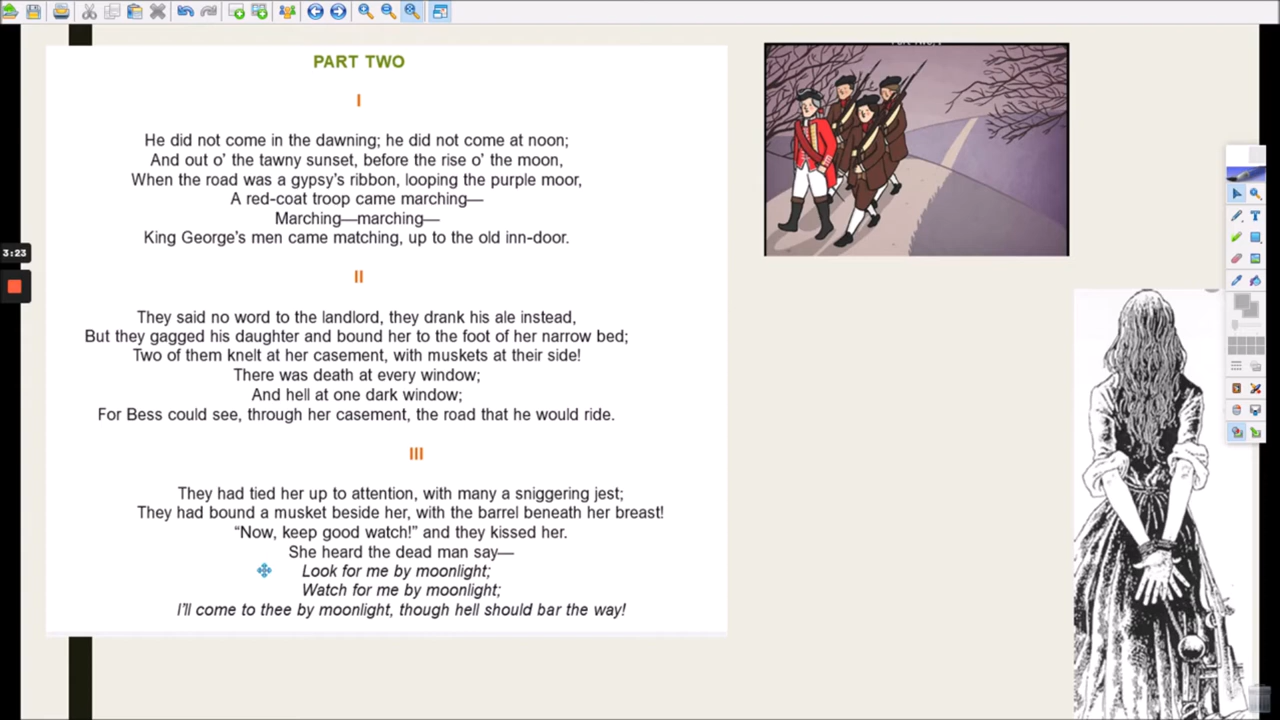 PART TWO
I
He did not come in the dawning; he did not come at noon;
And out o' the tawny sunset, before the rise o' the moon,
When the road was a gypsy's ribbon, looping the purple moor,
A red-coat troop came marching—
Marching—marching—
King George's men came matching, up to the old inn-door.
II
They said no word to the landlord, they drank his ale instead,
But they gagged his daughter and bound her to the foot of her narrow bed;
Two of them knelt at her casement, with muskets at their side!
There was death at every window;
And hell at one dark window;
For Bess could see, through her casement, the road that he would ride.
III
They had tied her up to attention, with many a sniggering jest;
They had bound a musket beside her, with the barrel beneath her breast!
“Now, keep good watch!” and they kissed her.
She heard the dead man say—
Look for me by moonlight;
Watch for me by moonlight;
I'll come to thee by moonlight, though hell should bar the way!
3:23